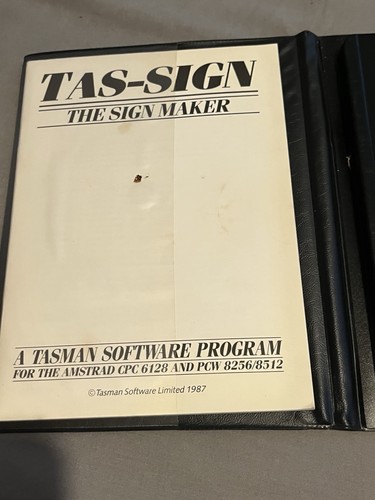 TAS-SIGN
THE SIGN MAKER
A TASMAN SOFTWARE PROGRAM
FOR THE AMSTRAD CPC 6128 AND PCW 8256/8512
© Tasman Software Limited 1987